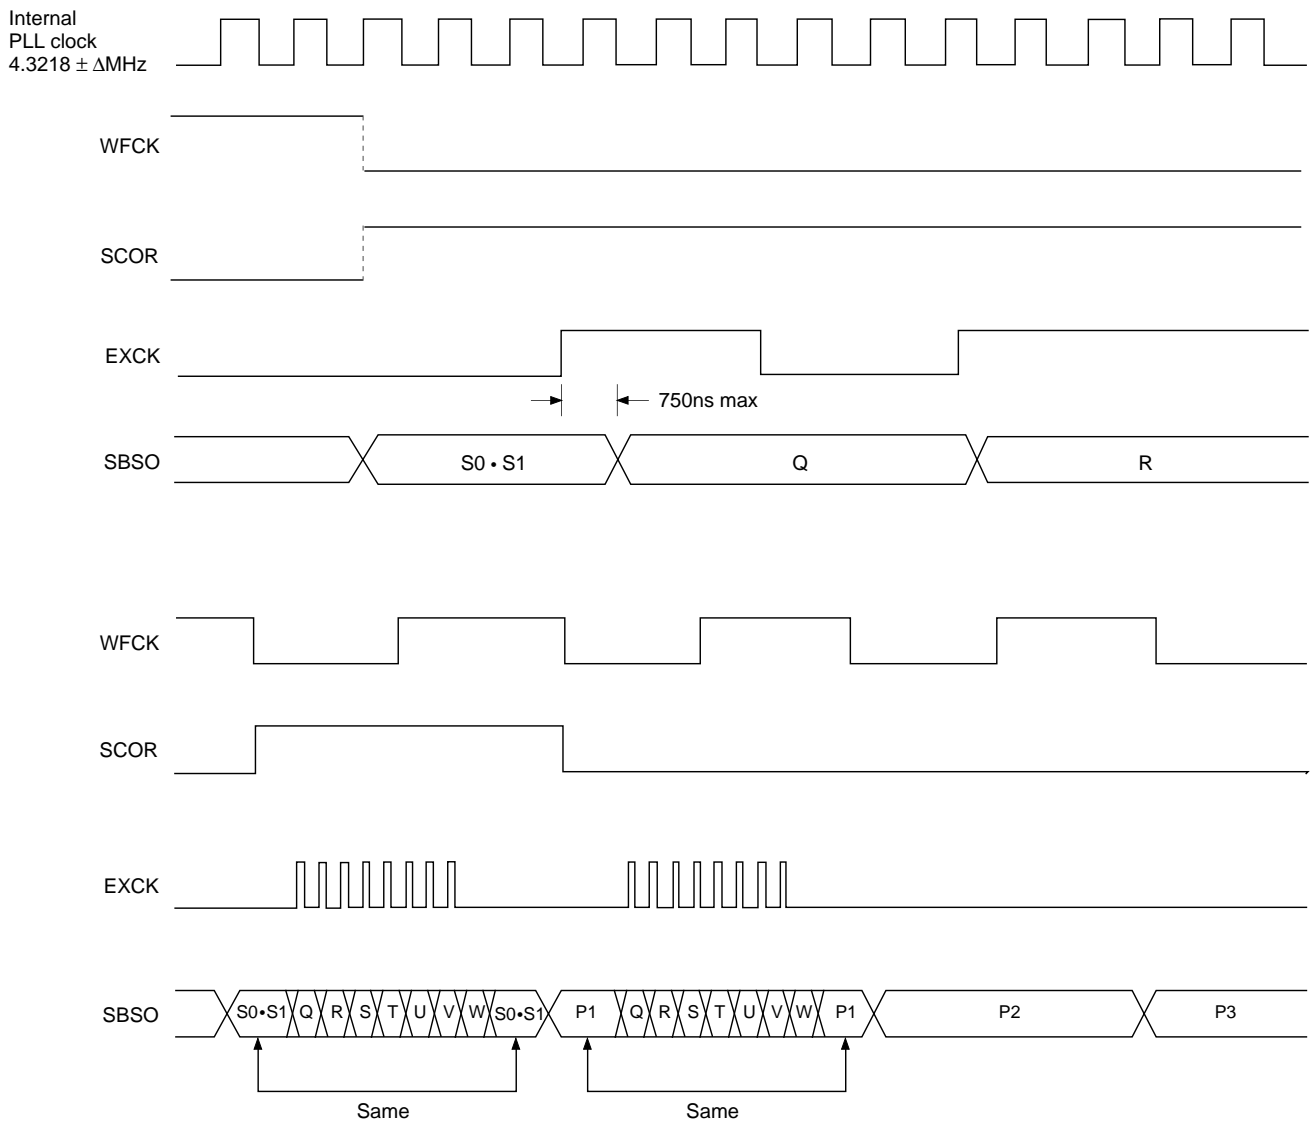 Internal
PLL clock
4.3218 ± ΔMHz
WFCK
SCOR
EXCK
750ns max
SBSO
S0 • S1
Q
R
WFCK
SCOR
EXCK
SBSO
S0•S1 Q R S T U V W S0•S1 P1 Q R S T U V W P1 P2 P3
Same
Same